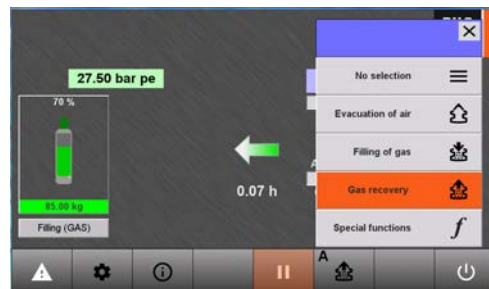 27.50 bar pe
70 %
85.00 kg
Filling (GAS)
0.07 h
No selection
Evacuation of air
Filling of gas
Gas recovery
Special functions
A